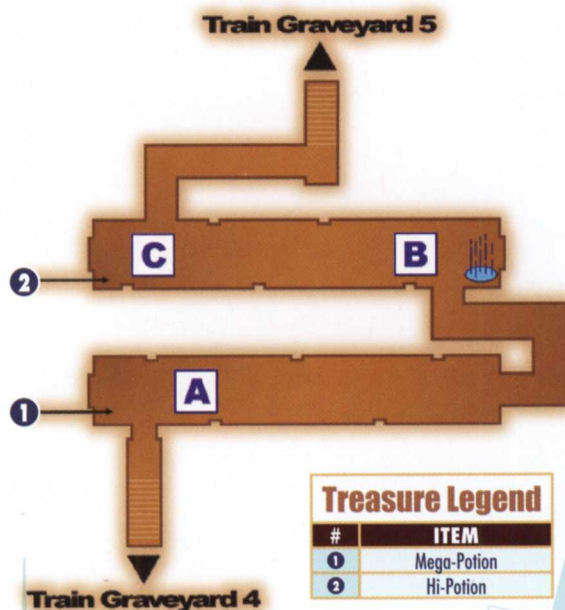 Train Graveyard 5
C
B
2
A
1
Treasure Legend
# ITEM
1 Mega-Potion
2 Hi-Potion
Train Graveyard 4